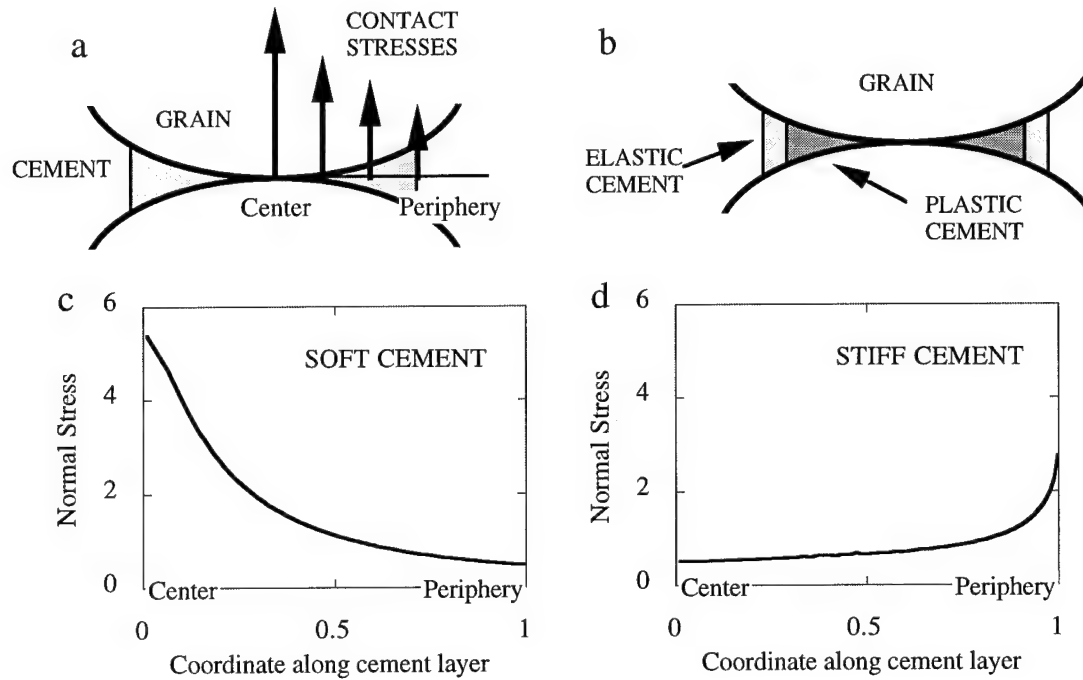 a
CONTACT
STRESSES
GRAIN
CEMENT
Center
Periphery
b
GRAIN
ELASTIC
CEMENT
PLASTIC
CEMENT
c
6
4
2
0
Normal Stress
SOFT CEMENT
Center
Periphery
0
0.5
1
Coordinate along cement layer
d
6
4
2
0
Normal Stress
STIFF CEMENT
Center
Periphery
0
0.5
1
Coordinate along cement layer